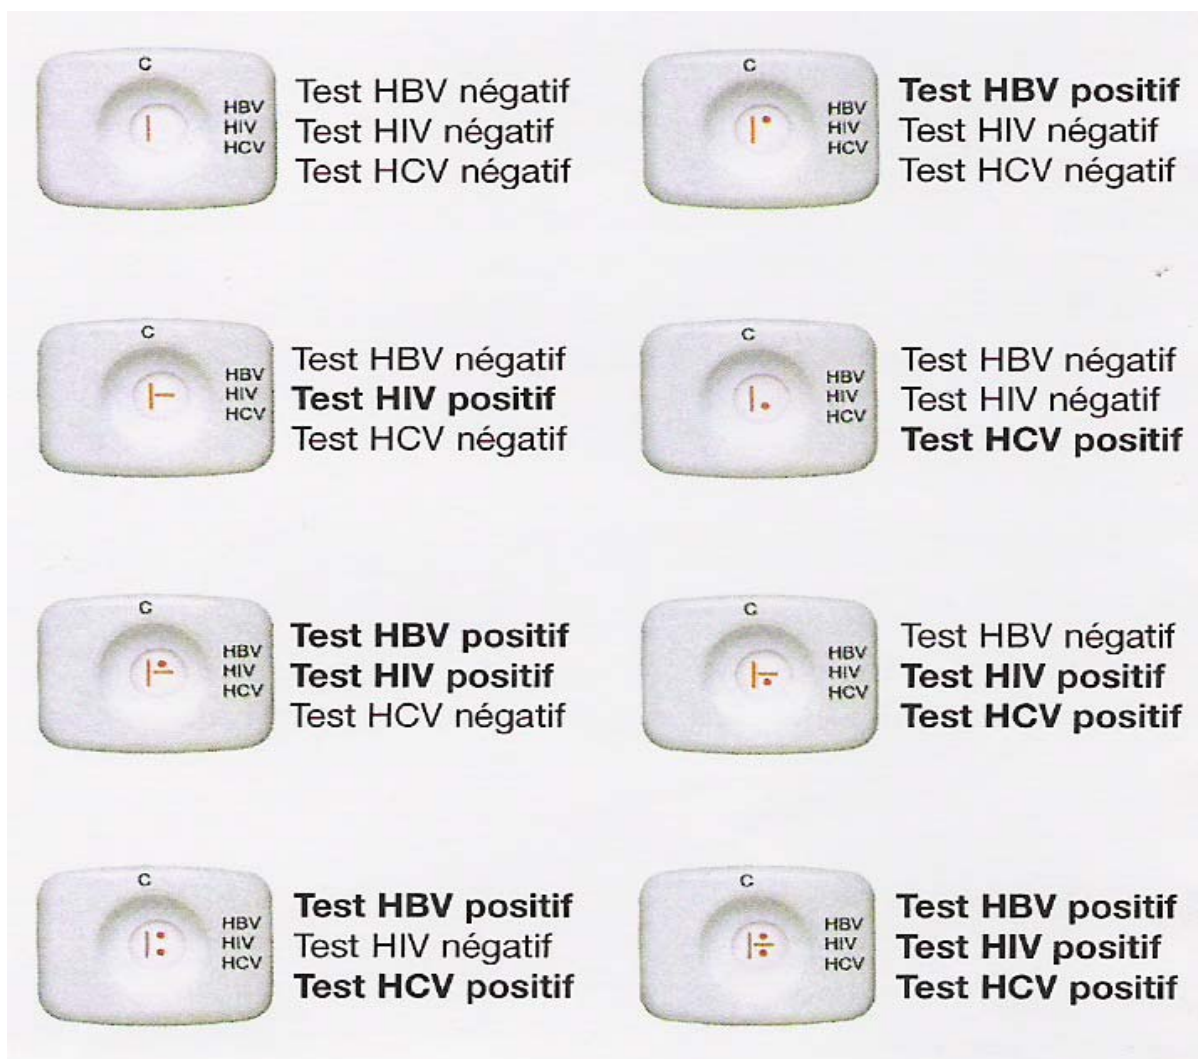 C
HBV
HIV
HCV
Test HBV négatif
Test HIV négatif
Test HCV négatif
C
HBV
HIV
HCV
Test HBV positif
Test HIV négatif
Test HCV négatif
C
HBV
HIV
HCV
Test HBV négatif
Test HIV positif
Test HCV négatif
C
HBV
HIV
HCV
Test HBV négatif
Test HIV négatif
Test HCV positif
C
HBV
HIV
HCV
Test HBV positif
Test HIV positif
Test HCV négatif
C
HBV
HIV
HCV
Test HBV négatif
Test HIV positif
Test HCV positif
C
HBV
HIV
HCV
Test HBV positif
Test HIV négatif
Test HCV positif
C
HBV
HIV
HCV
Test HBV positif
Test HIV positif
Test HCV positif